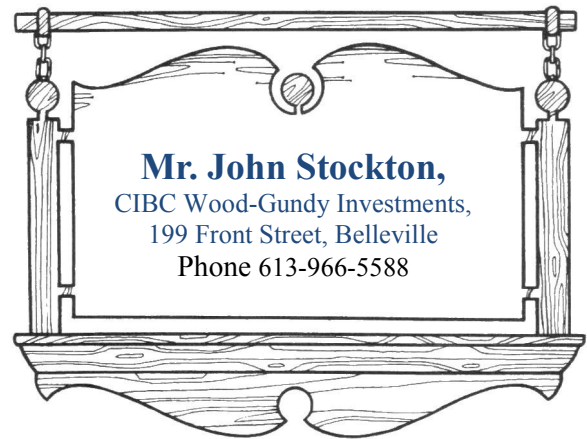 Mr. John Stockton,
CIBC Wood-Gundy Investments,
199 Front Street, Belleville
Phone 613-966-5588